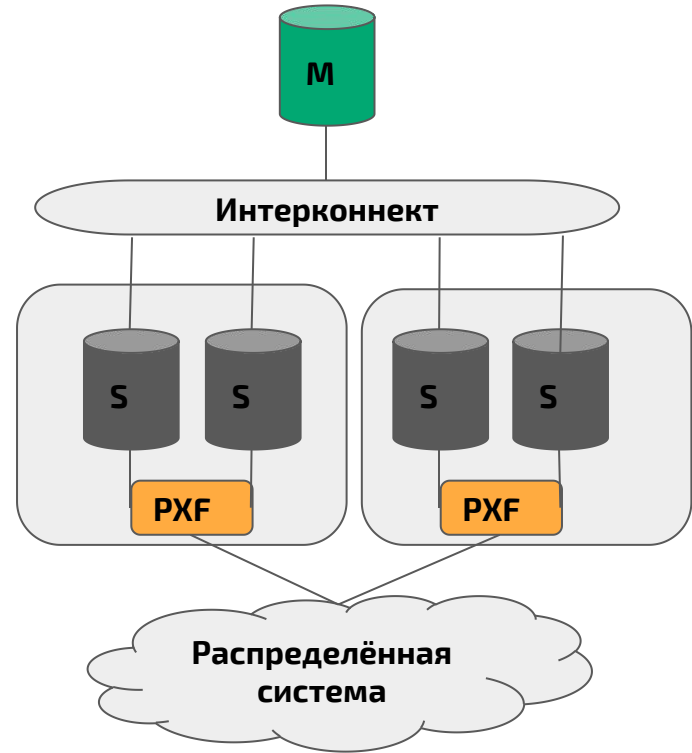 M
Интерконнект
S S S S
PXF PXF
Распределённая
система